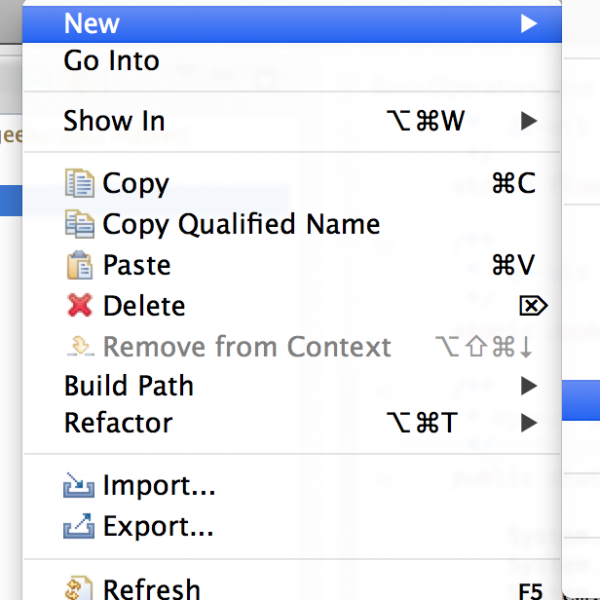 New
Go Into
Show In ⌥⌘W
Copy ⌘C
Copy Qualified Name
Paste ⌘V
Delete ⌦
Remove from Context ⌥⇧⌘↓
Build Path
Refactor ⌥⌘T
Import...
Export...
Refresh F5